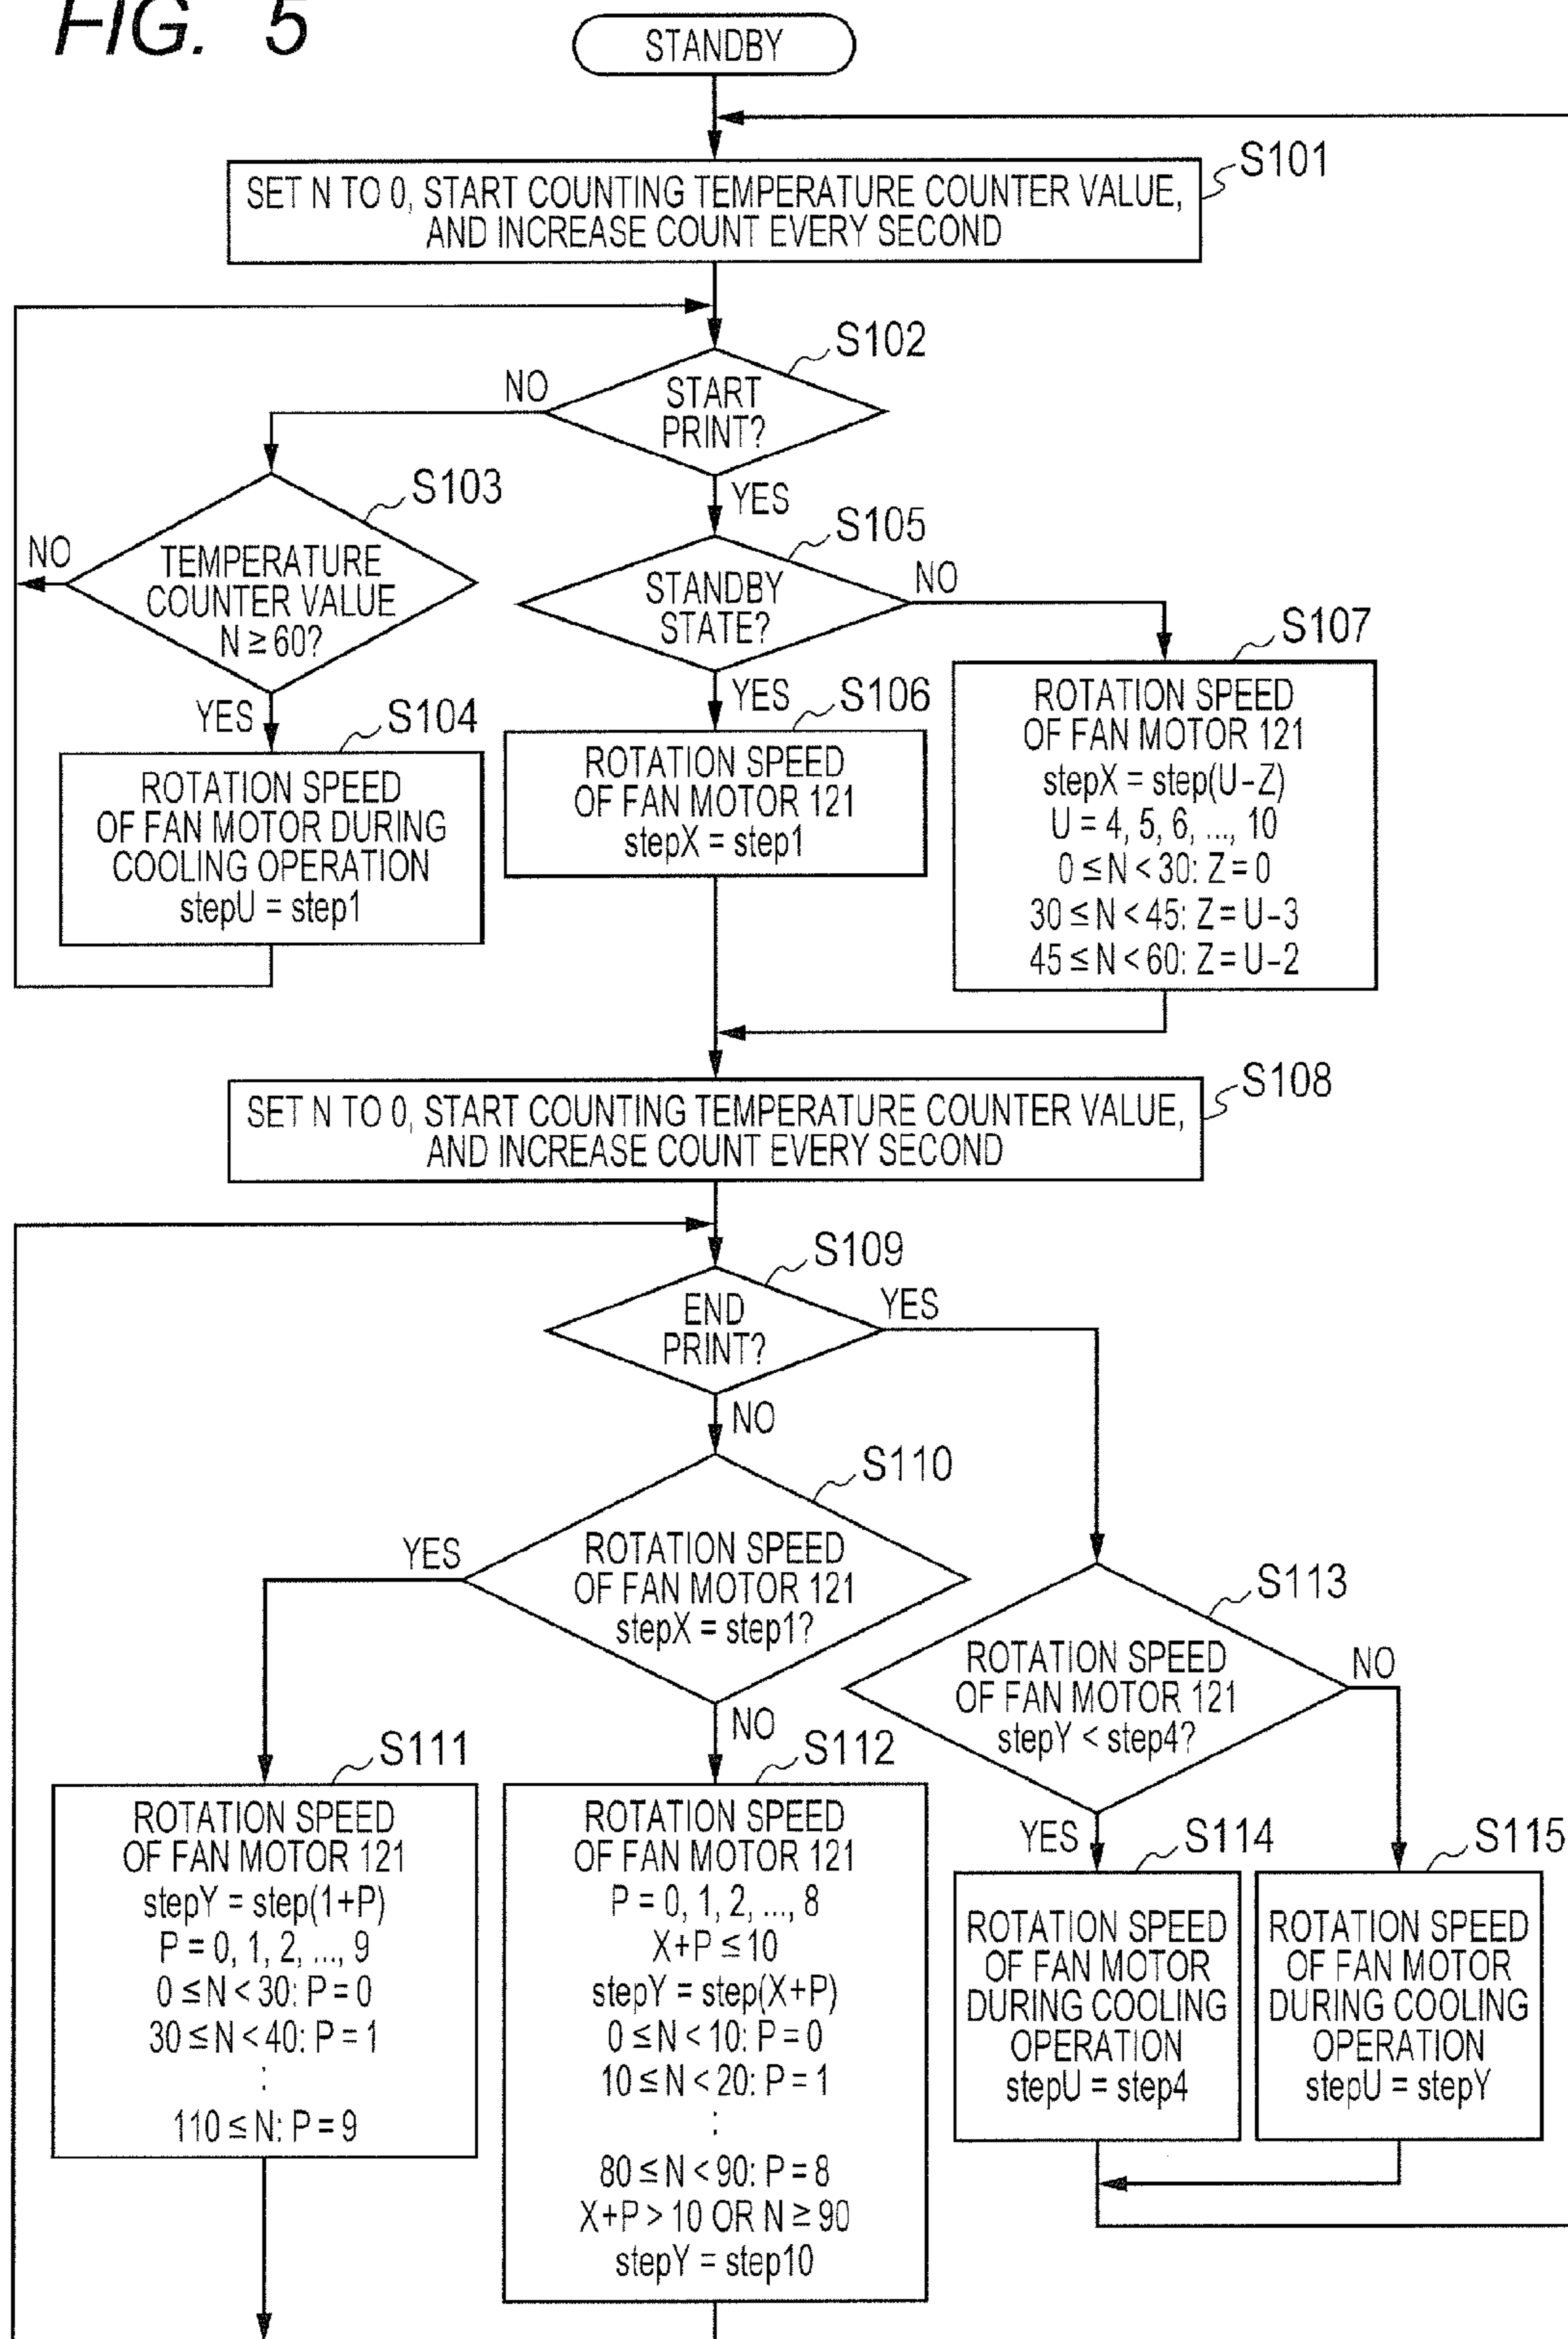 FIG. 5
STANDBY
S101
SET N TO 0, START COUNTING TEMPERATURE COUNTER VALUE,
AND INCREASE COUNT EVERY SECOND
S102
START
PRINT?
NO
YES
S103
TEMPERATURE
COUNTER VALUE
N ≥ 60?
NO
YES
S104
ROTATION SPEED
OF FAN MOTOR DURING
COOLING OPERATION
stepU = step1
S105
STANDBY
STATE?
NO
YES
S106
ROTATION SPEED
OF FAN MOTOR 121
stepX = step1
S107
ROTATION SPEED
OF FAN MOTOR 121
stepX = step(U-Z)
U = 4, 5, 6, ..., 10
0 ≤ N < 30: Z = 0
30 ≤ N < 45: Z = U-3
45 ≤ N < 60: Z = U-2
S108
SET N TO 0, START COUNTING TEMPERATURE COUNTER VALUE,
AND INCREASE COUNT EVERY SECOND
S109
END
PRINT?
YES
NO
S110
ROTATION SPEED
OF FAN MOTOR 121
stepX = step1?
YES
NO
S111
ROTATION SPEED
OF FAN MOTOR 121
stepY = step(1+P)
P = 0, 1, 2, ..., 9
0 ≤ N < 30: P = 0
30 ≤ N < 40: P = 1
:
110 ≤ N: P = 9
S112
ROTATION SPEED
OF FAN MOTOR 121
P = 0, 1, 2, ..., 8
X+P ≤ 10
stepY = step(X+P)
0 ≤ N < 10: P = 0
10 ≤ N < 20: P = 1
:
80 ≤ N < 90: P = 8
X+P > 10 OR N ≥ 90
stepY = step10
S113
ROTATION SPEED
OF FAN MOTOR 121
stepY < step4?
NO
YES
S114
ROTATION SPEED
OF FAN MOTOR
DURING COOLING
OPERATION
stepU = step4
S115
ROTATION SPEED
OF FAN MOTOR
DURING COOLING
OPERATION
stepU = stepY